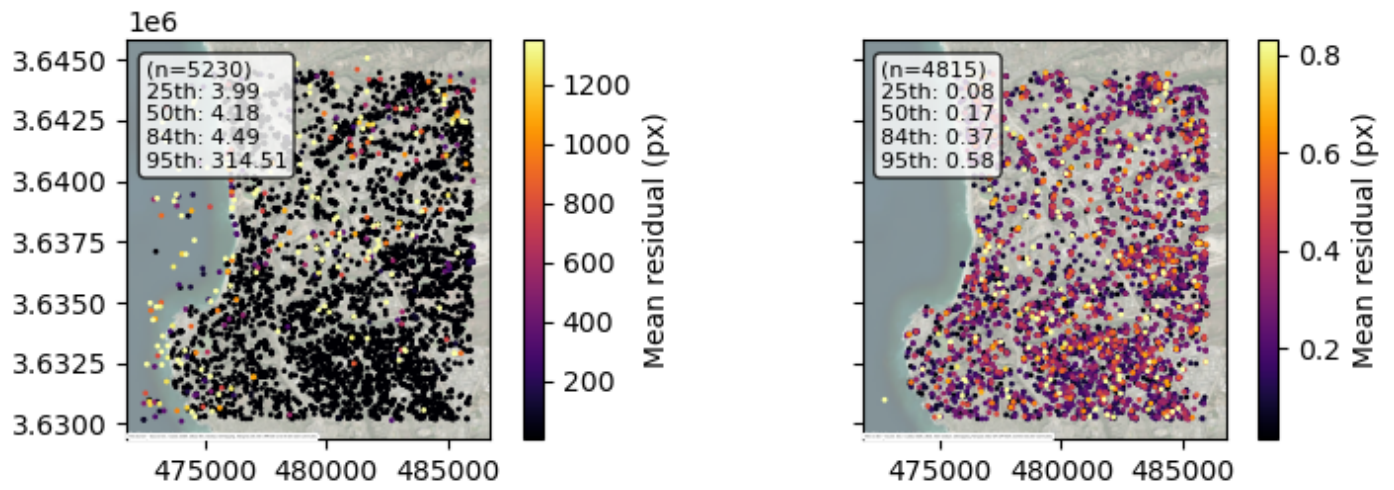 1e6
3.6450
3.6425
3.6400
3.6375
3.6350
3.6325
3.6300
475000 480000 485000
(n=5230)
25th: 3.99
50th: 4.18
84th: 4.49
95th: 314.51
1200
1000
800
600
400
200
Mean residual (px)
(n=4815)
25th: 0.08
50th: 0.17
84th: 0.37
95th: 0.58
475000 480000 485000
0.8
0.6
0.4
0.2
Mean residual (px)